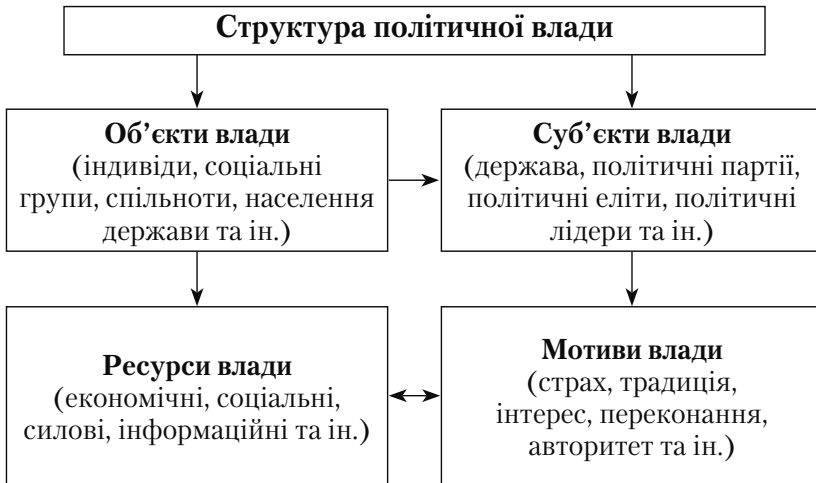 Структура політичної влади
Об’єкти влади
(індивіди, соціальні
групи, спільноти, населення
держави та ін.)
Суб’єкти влади
(держава, політичні партії,
політичні еліти, політичні
лідери та ін.)
Ресурси влади
(економічні, соціальні,
силові, інформаційні та ін.)
Мотиви влади
(страх, традиція,
інтерес, переконання,
авторитет та ін.)